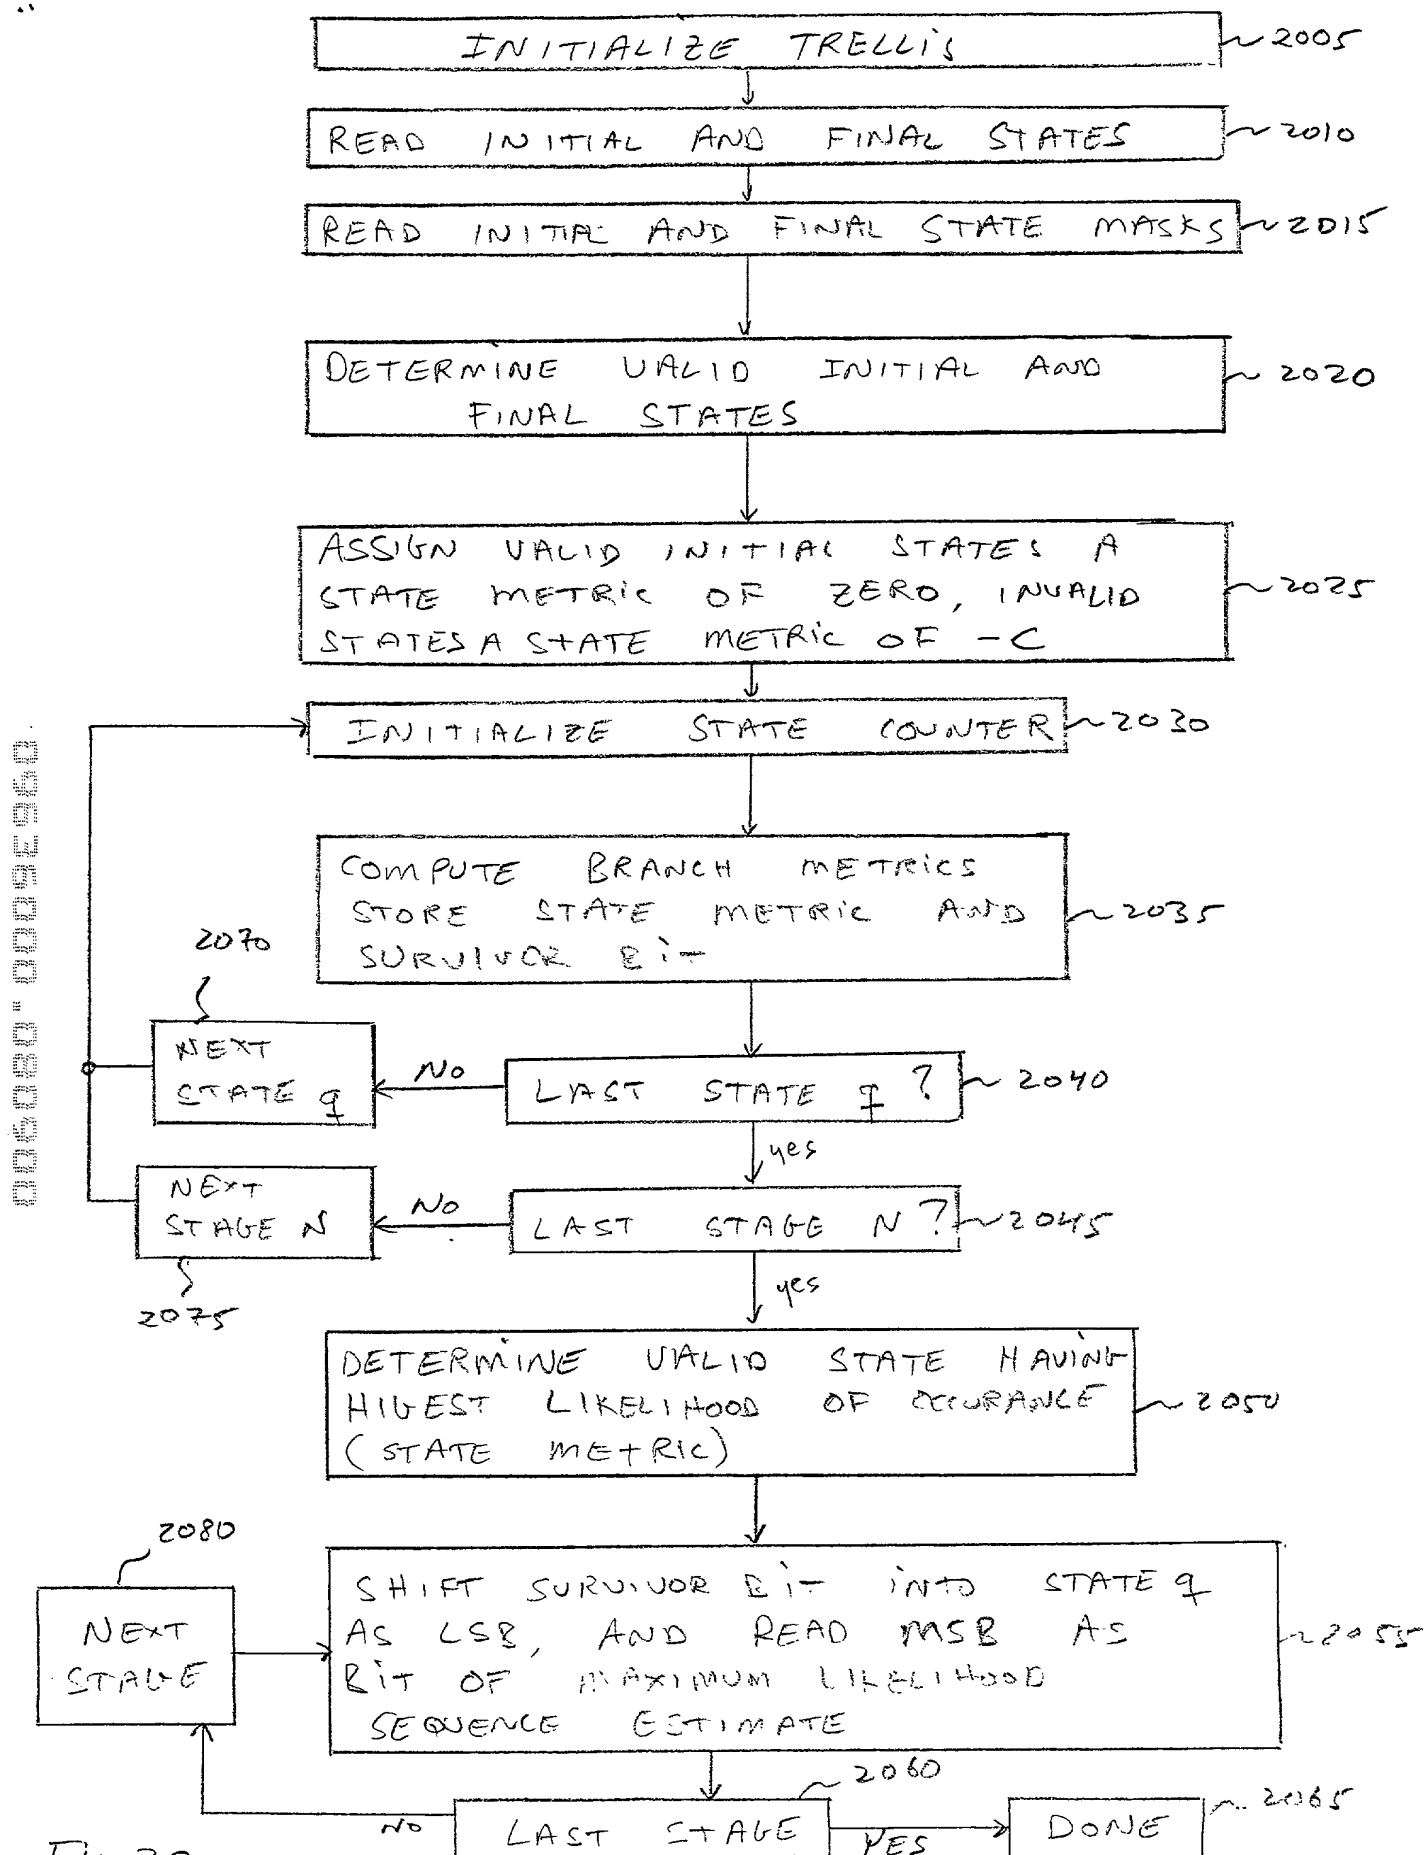 INITIALIZE TRELLIS
2005
READ INITIAL AND FINAL STATES
2010
READ INITIAL AND FINAL STATE MASKS
2015
DETERMINE VALID INITIAL AND
FINAL STATES
2020
ASSIGN VALID INITIAL STATES A
STATE METRIC OF ZERO, INVALID
STATES A STATE METRIC OF -C
2025
INITIALIZE STATE COUNTER
2030
COMPUTE BRANCH METRICS
STORE STATE METRIC AND
SURVIVOR Bit
2035
2070
NEXT
STATE q
NO
LAST STATE q ?
2040
yes
NEXT
STAGE N
NO
LAST STAGE N ?
2045
2075
yes
DETERMINE VALID STATE HAVING
HIGEST LIKELIHOOD OF OCCURANCE
(STATE METRIC)
2050
2080
NEXT
STAGE
SHIFT SURVIVOR Bit INTO STATE q
AS LSB, AND READ MSB AS
BIT OF MAXIMUM LIKELIHOOD
SEQUENCE ESTIMATE
2055
2060
NO
LAST STAGE
YES
DONE
2065